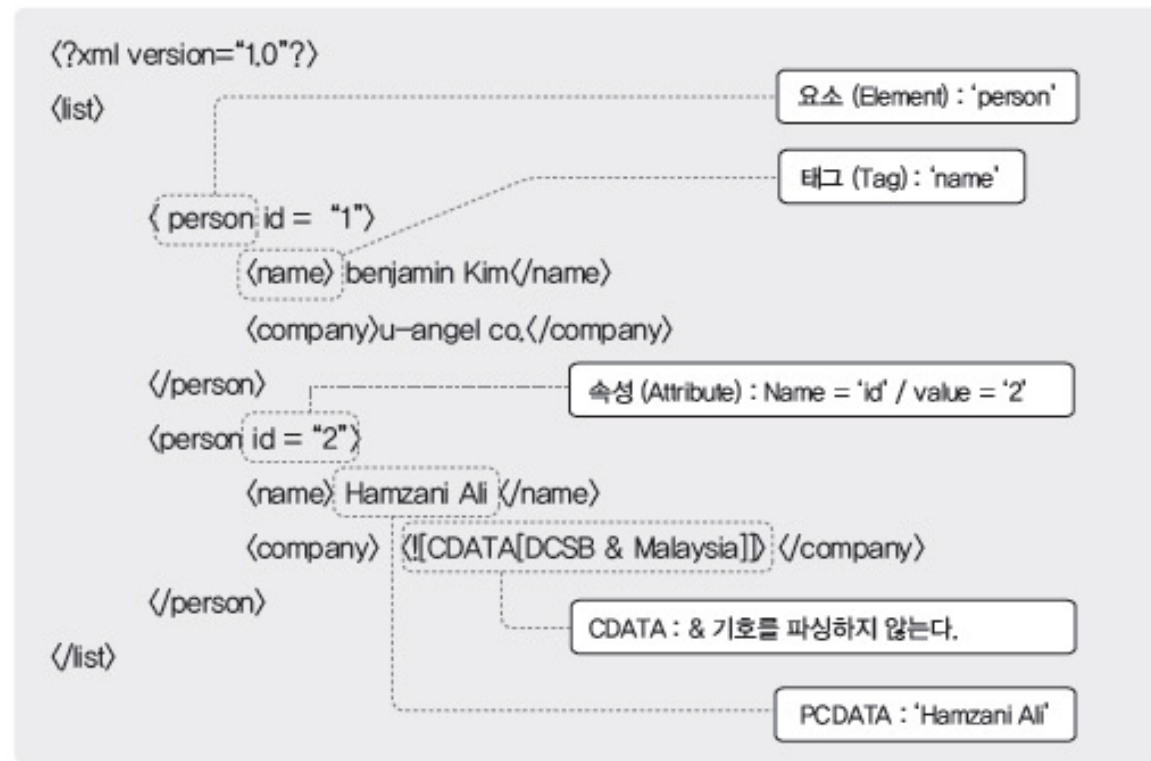 〈?xml version=“1.0”?〉
〈list〉
요소 (Element) : ‘person’
태그 (Tag) : ‘name’
〈 person id = “1”〉
〈name〉 benjamin Kim〈/name〉
〈company〉u-angel co.〈/company〉
〈/person〉
속성 (Attribute) : Name = ‘id’ / value = ‘2’
〈person id = “2”〉
〈name〉 Hamzani Ali 〈/name〉
〈company〉 〈![CDATA[DCSB & Malaysia]]〉 〈/company〉
〈/person〉
CDATA : & 기호를 파싱하지 않는다.
〈/list〉
PCDATA : ‘Hamzani Ali’